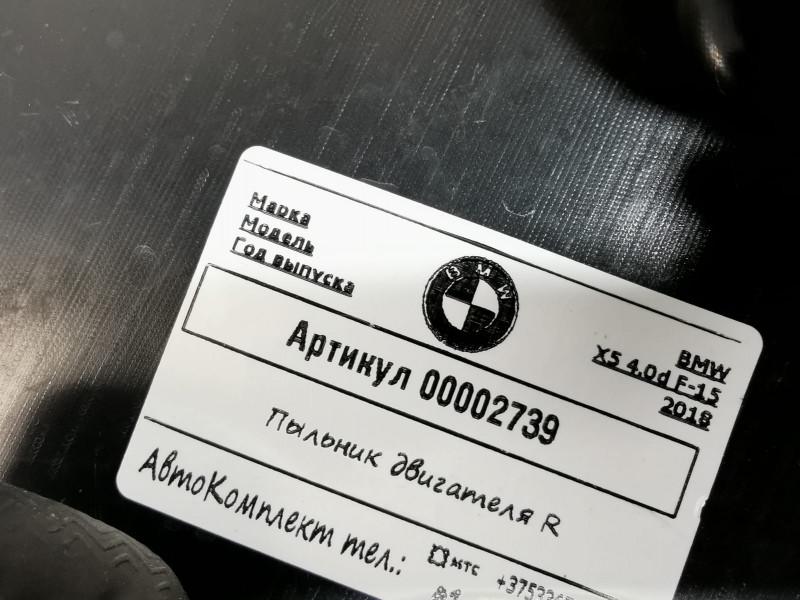 Марка
Модель
Год выпуска
BMW
BMW
X5 4.0d F-15
2018
Артикул 00002739
Пыльник двигателя R
АвтоКомплект тел.:
МТС